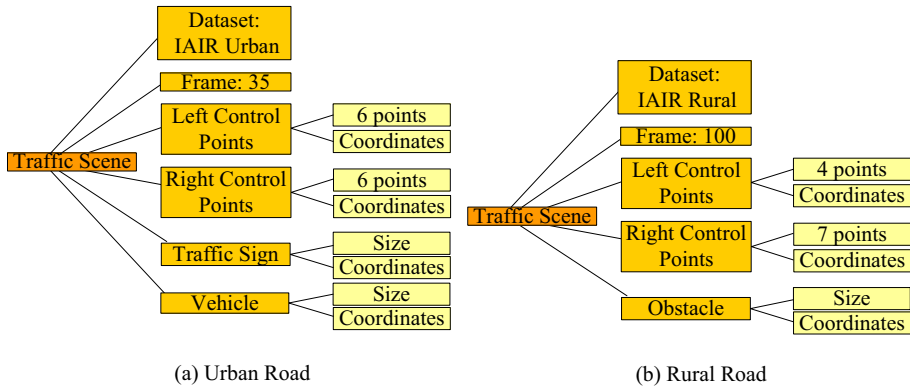 Dataset:
IAIR Urban
Frame: 35
Left Control
Points
6 points
Coordinates
Traffic Scene
Right Control
Points
6 points
Coordinates
Traffic Sign
Size
Coordinates
Vehicle
Size
Coordinates
(a) Urban Road
Dataset:
IAIR Rural
Frame: 100
Left Control
Points
4 points
Coordinates
Traffic Scene
Right Control
Points
7 points
Coordinates
Obstacle
Size
Coordinates
(b) Rural Road